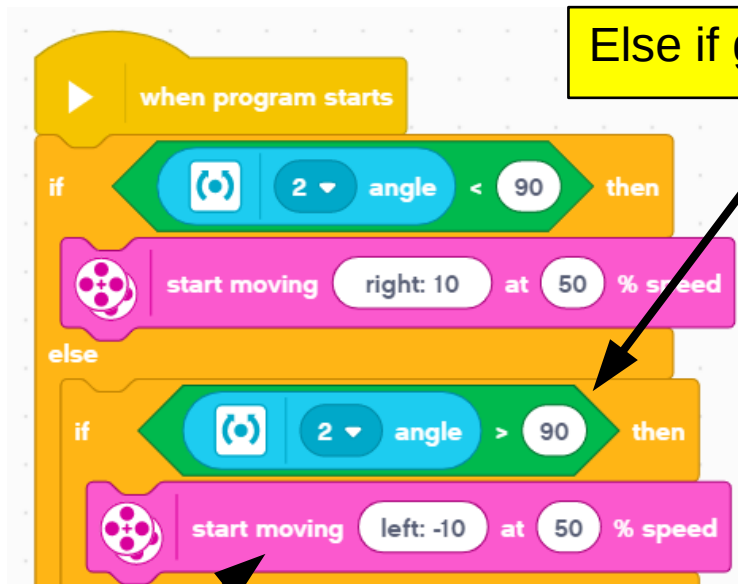 Else if g
when program starts
if 2 angle < 90 then
start moving right: 10 at 50 % speed
else
if 2 angle > 90 then
start moving left: -10 at 50 % speed